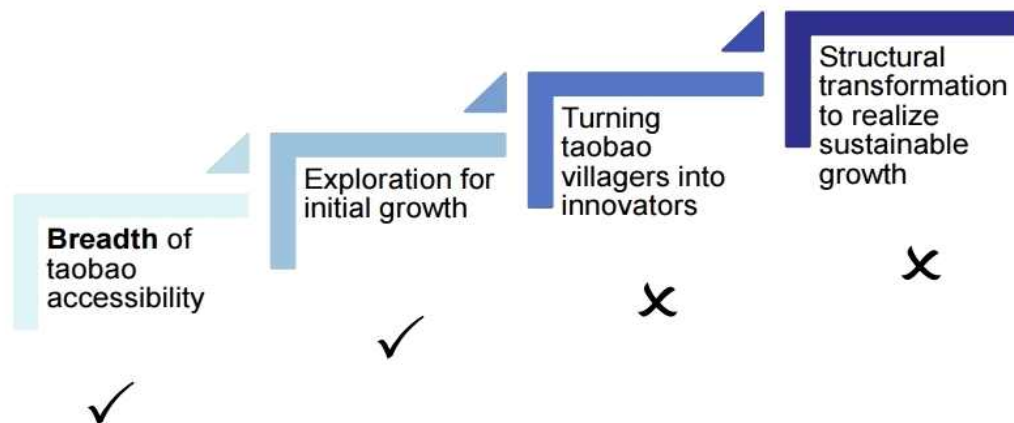 Breadth of
taobao
accessibility
Exploration for
initial growth
Turning
taobao
villagers into
innovators
Structural
transformation
to realize
sustainable
growth